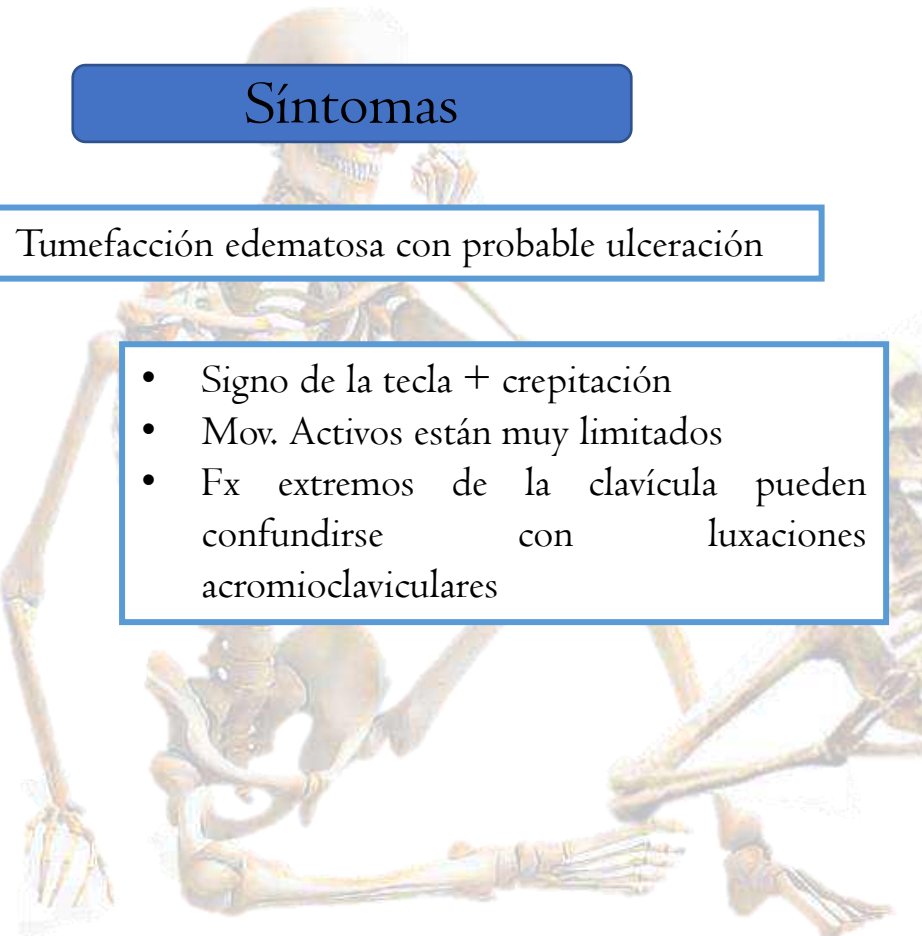 Síntomas
Tumefacción edematosa con probable ulceración
• Signo de la tecla + crepitación
• Mov. Activos están muy limitados
• Fx extremos de la clavícula pueden
confundirse con luxaciones
acromioclaviculares